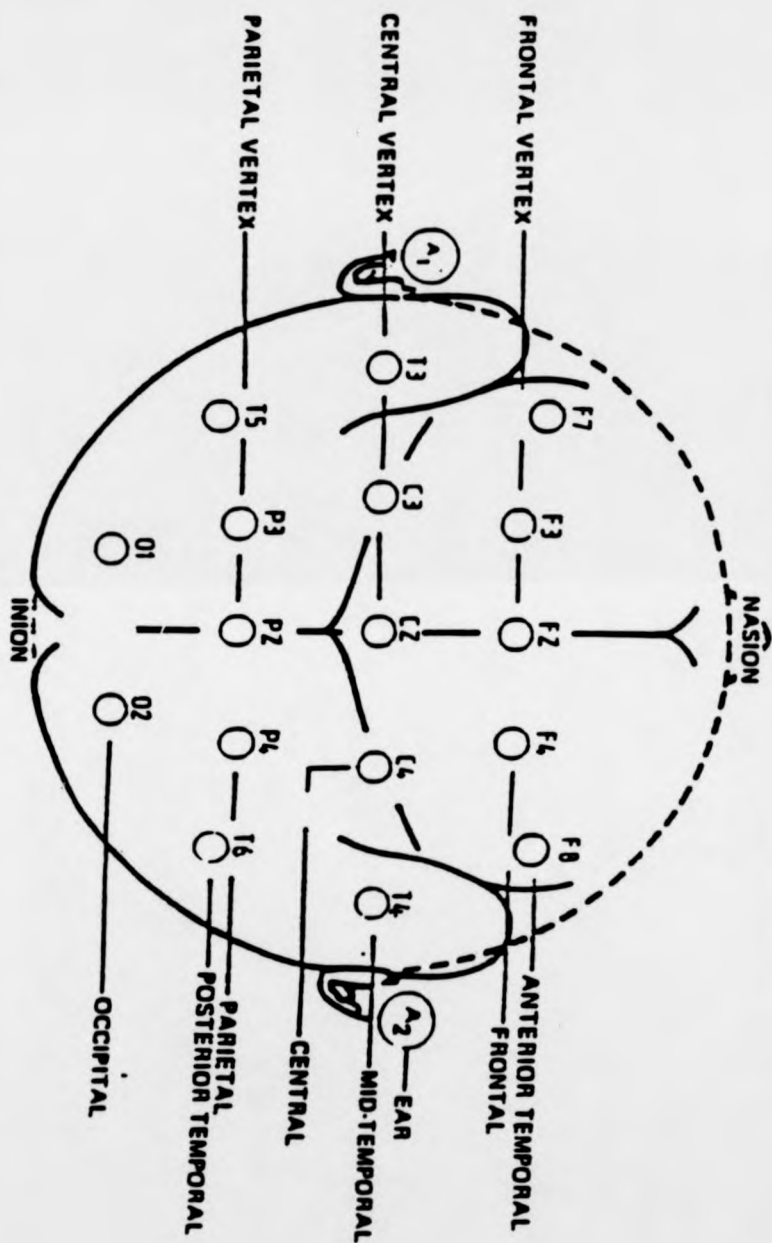 NASION
FRONTAL VERTEX
CENTRAL VERTEX
PARIETAL VERTEX
A1
F7
F3
FZ
F4
F8
T3
C3
CZ
C4
T4
T5
P3
PZ
P4
T6
O1
O2
A2
INION
ANTERIOR TEMPORAL
FRONTAL
EAR
MID-TEMPORAL
CENTRAL
PARIETAL
POSTERIOR TEMPORAL
OCCIPITAL